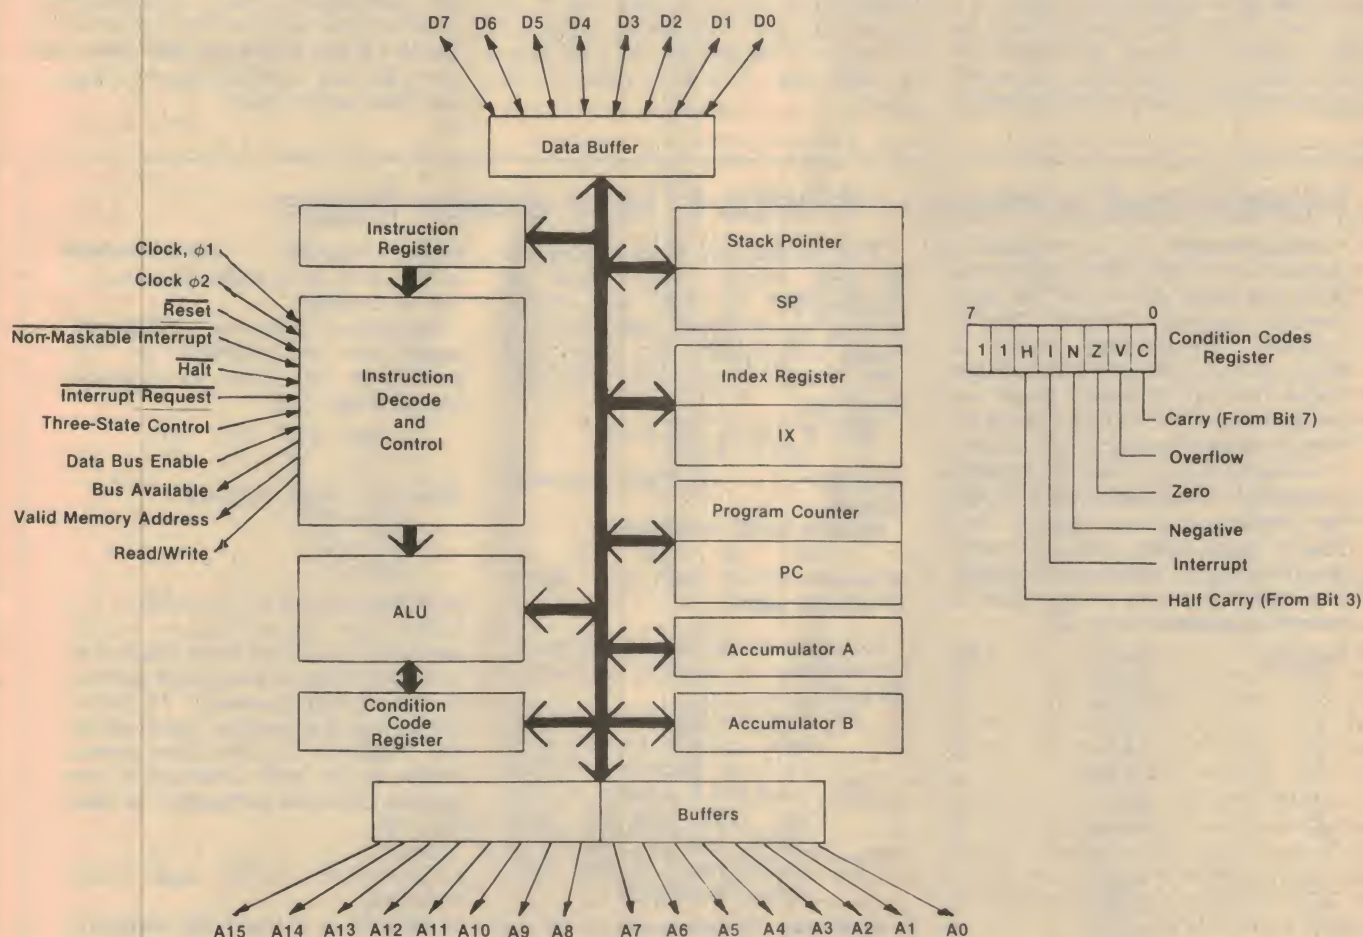 D7 D6 D5 D4 D3 D2 D1 D0
Data Buffer
Instruction
Register
Stack Pointer
SP
Clock, ϕ1
Clock ϕ2
Reset
Non-Maskable Interrupt
Halt
Interrupt Request
Three-State Control
Data Bus Enable
Bus Available
Valid Memory Address
Read/Write
Instruction
Decode
and
Control
Index Register
IX
Program Counter
PC
ALU
Accumulator A
Condition
Code
Register
Accumulator B
Buffers
A15 A14 A13 A12 A11 A10 A9 A8 A7 A6 A5 A4 A3 A2 A1 A0
7 0
1 1 H I N Z V C
Condition Codes
Register
Carry (From Bit 7)
Overflow
Zero
Negative
Interrupt
Half Carry (From Bit 3)